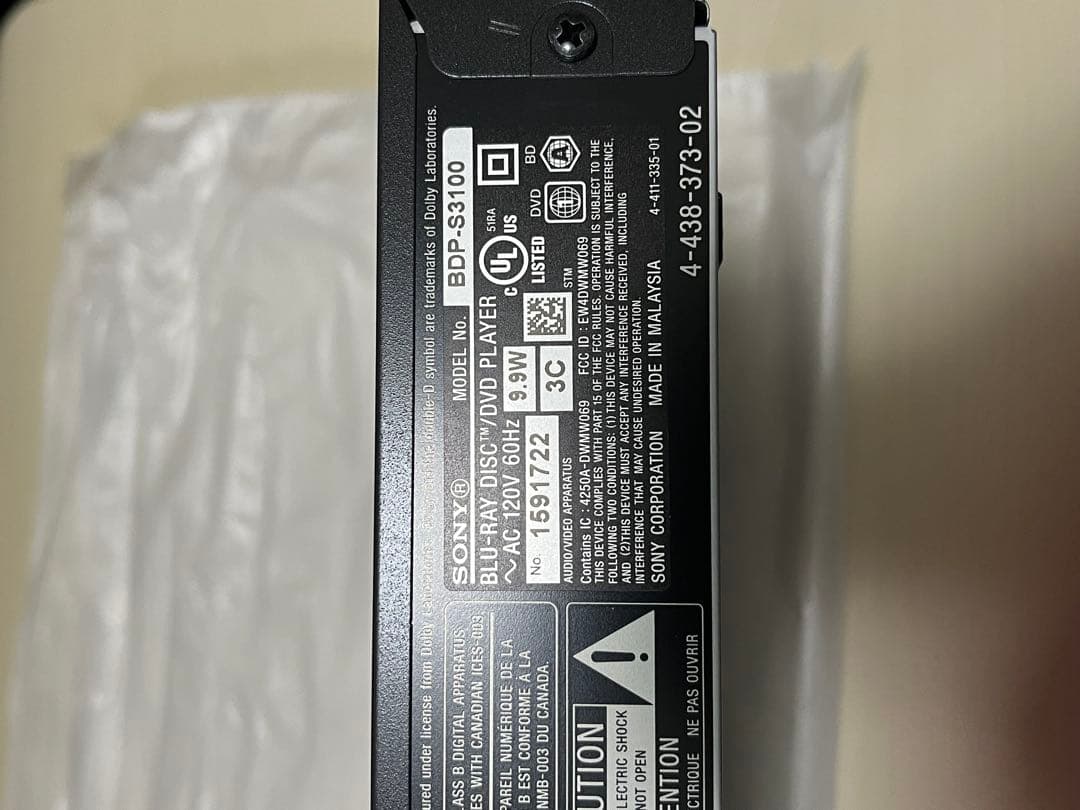 symbol are trademarks of Dolby Laboratories.
SONY® MODEL No. BDP-S3100
BLU-RAY DISC™/DVD PLAYER
~ AC 120V 60Hz 9.9W
No. 1591722 3C
C UL US LISTED 51RA
DVD 1
BD A
STM
AUDIO/VIDEO APPARATUS
Contains IC : 4250A-DWMW069 FCC ID : EW4DWMW069
THIS DEVICE COMPLIES WITH PART 15 OF THE FCC RULES. OPERATION IS SUBJECT TO THE
FOLLOWING TWO CONDITIONS: (1) THIS DEVICE MAY NOT CAUSE HARMFUL INTERFERENCE,
AND (2)THIS DEVICE MUST ACCEPT ANY INTERFERENCE RECEIVED, INCLUDING
INTERFERENCE THAT MAY CAUSE UNDESIRED OPERATION.
4-411-335-01
SONY CORPORATION MADE IN MALAYSIA
4-438-373-02
under license from Dolby
ASS B DIGITAL APPARATUS
ES WITH CANADIAN ICES-003
PAREIL NUMÉRIQUE DE LA
B EST CONFORME À LA
NMB-003 DU CANADA.
UTION
LECTRIC SHOCK
NOT OPEN
ENTION
CTRIQUE NE PAS OUVRIR